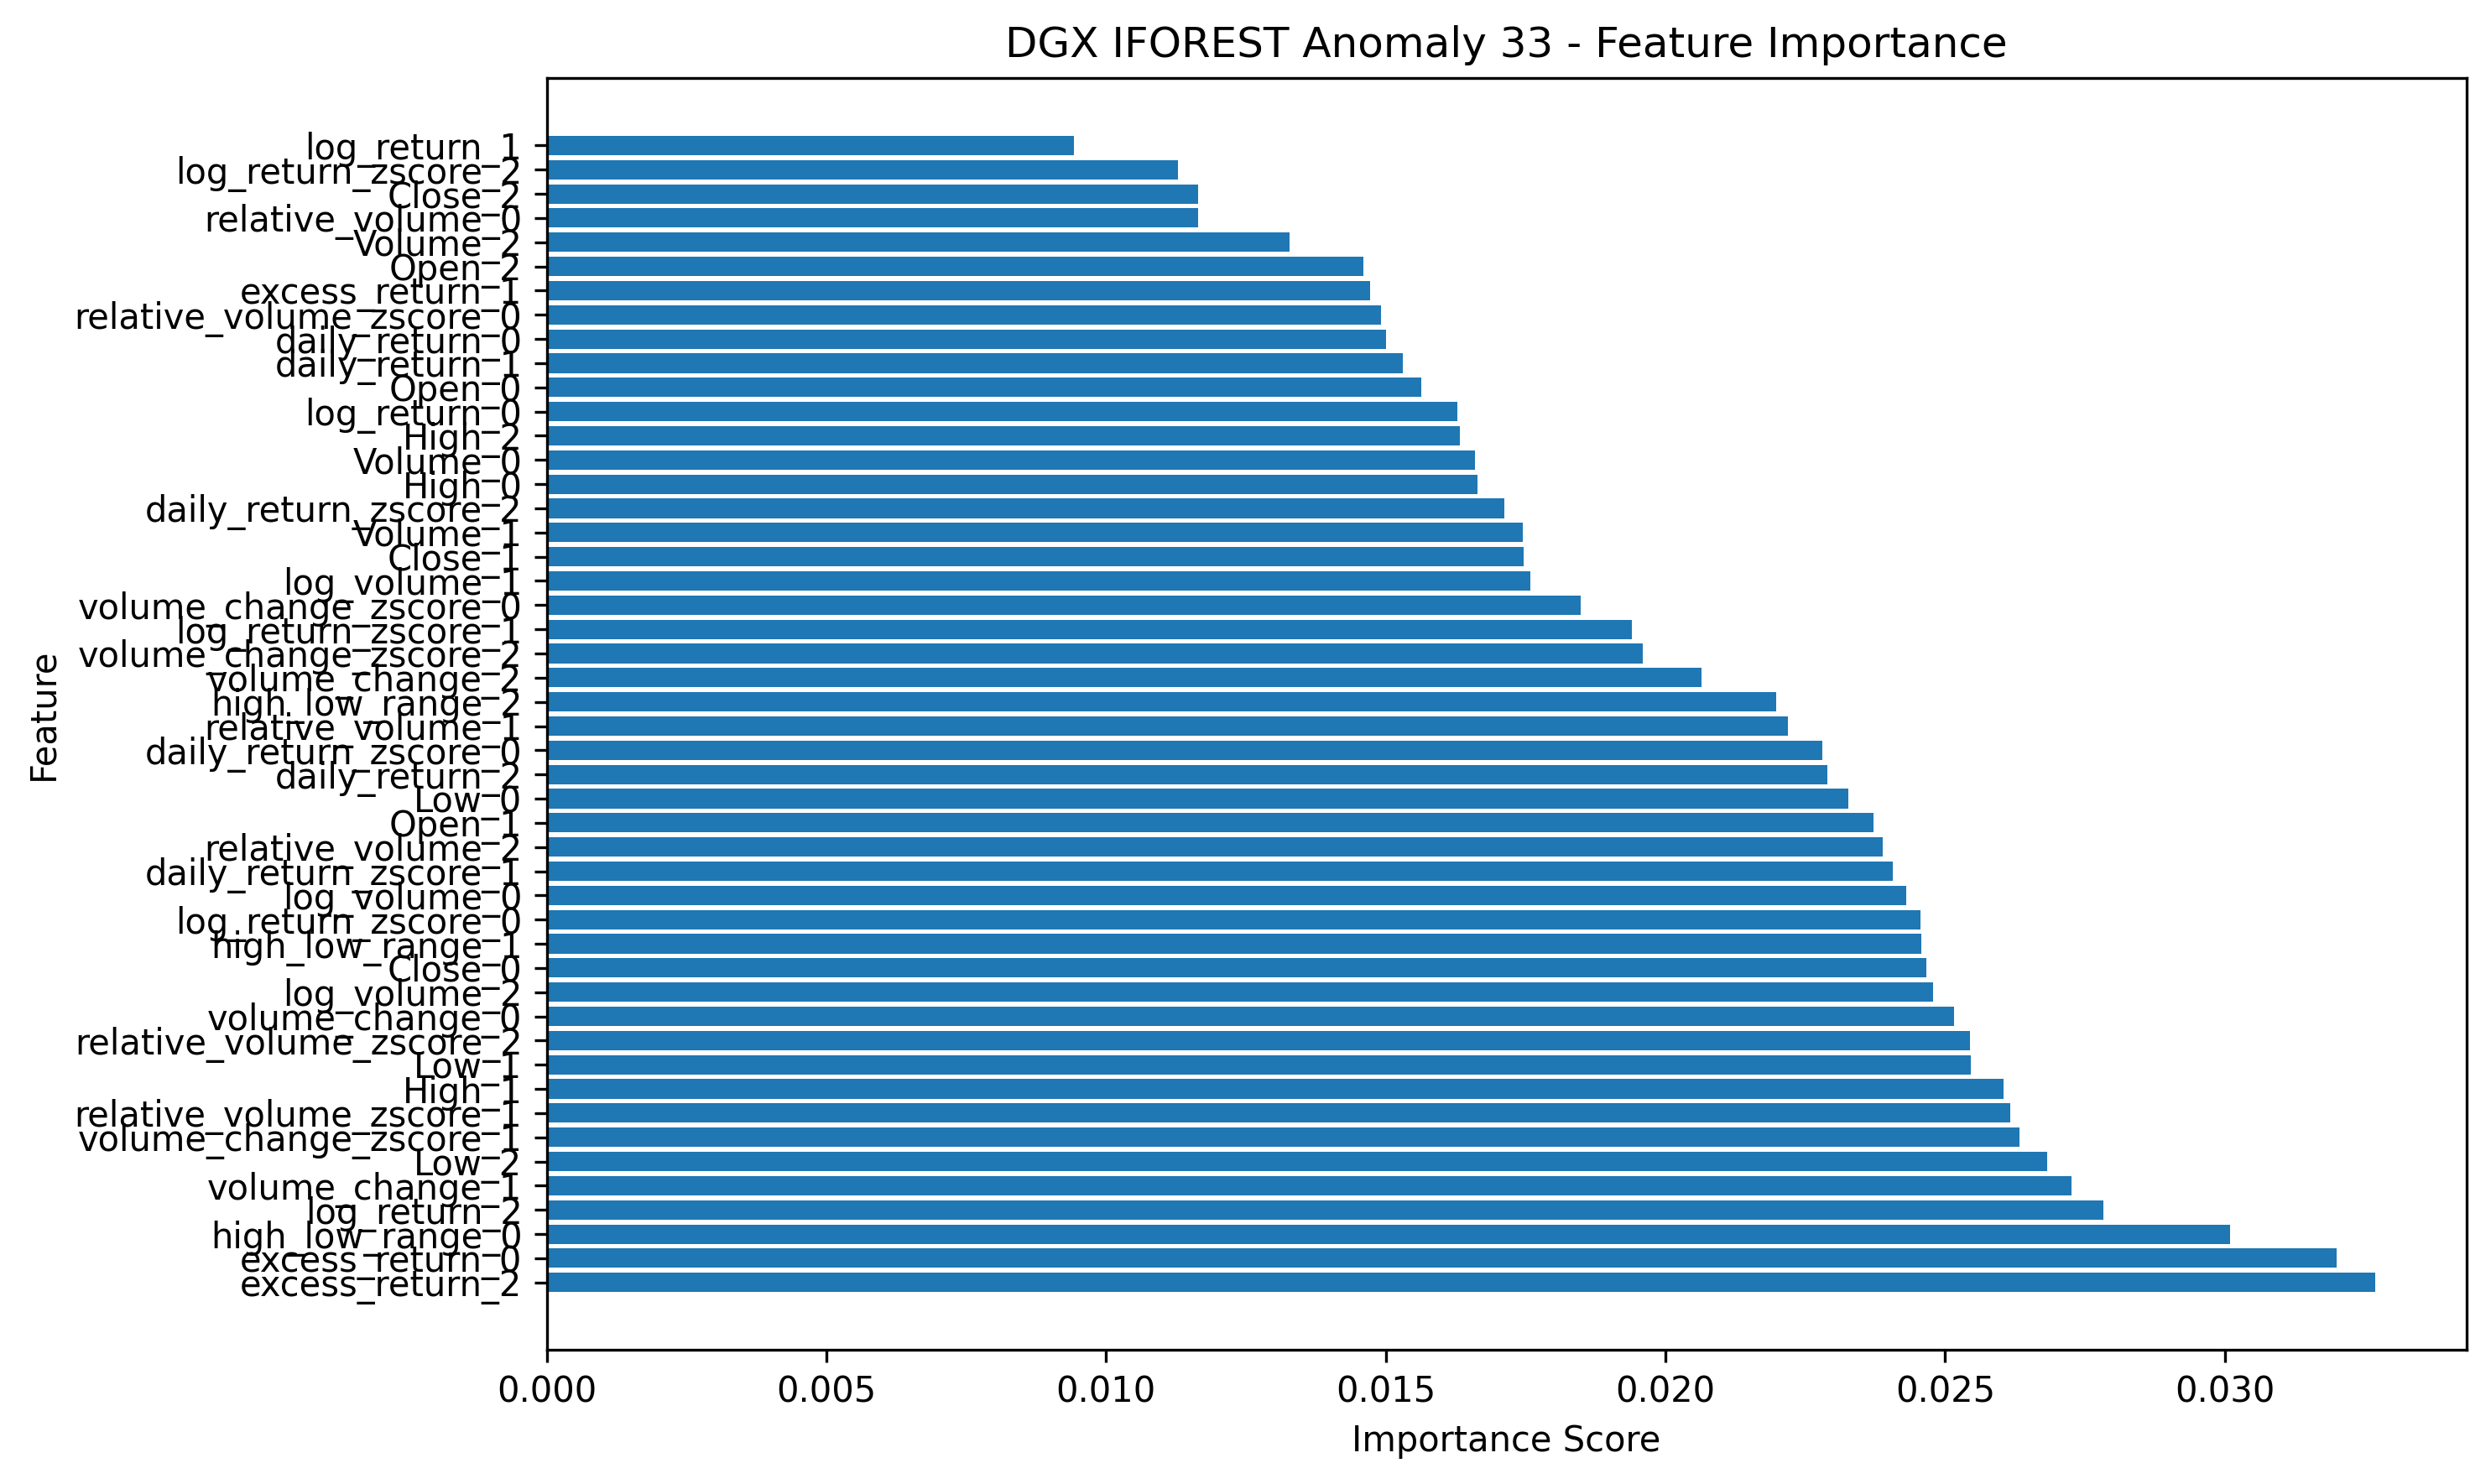 DGX IFOREST Anomaly 33 - Feature Importance
log_return_1
log_return_zscore_2
Close_2
relative_volume_0
Volume_2
Open_2
excess_return_1
relative_volume_zscore_0
daily_return_0
daily_return_1
Open_0
log_return_0
High_2
Volume_0
High_0
daily_return_zscore_2
Volume_1
Close_1
log_volume_1
volume_change_zscore_0
log_return_zscore_1
volume_change_zscore_2
volume_change_2
high_low_range_2
relative_volume_1
daily_return_zscore_0
daily_return_2
Low_0
Open_1
relative_volume_2
daily_return_zscore_1
log_volume_0
log_return_zscore_0
high_low_range_1
Close_0
log_volume_2
volume_change_0
relative_volume_zscore_2
Low_1
High_1
relative_volume_zscore_1
volume_change_zscore_1
Low_2
volume_change_1
log_return_2
high_low_range_0
excess_return_0
excess_return_2
Feature
0.000 0.005 0.010 0.015 0.020 0.025 0.030
Importance Score